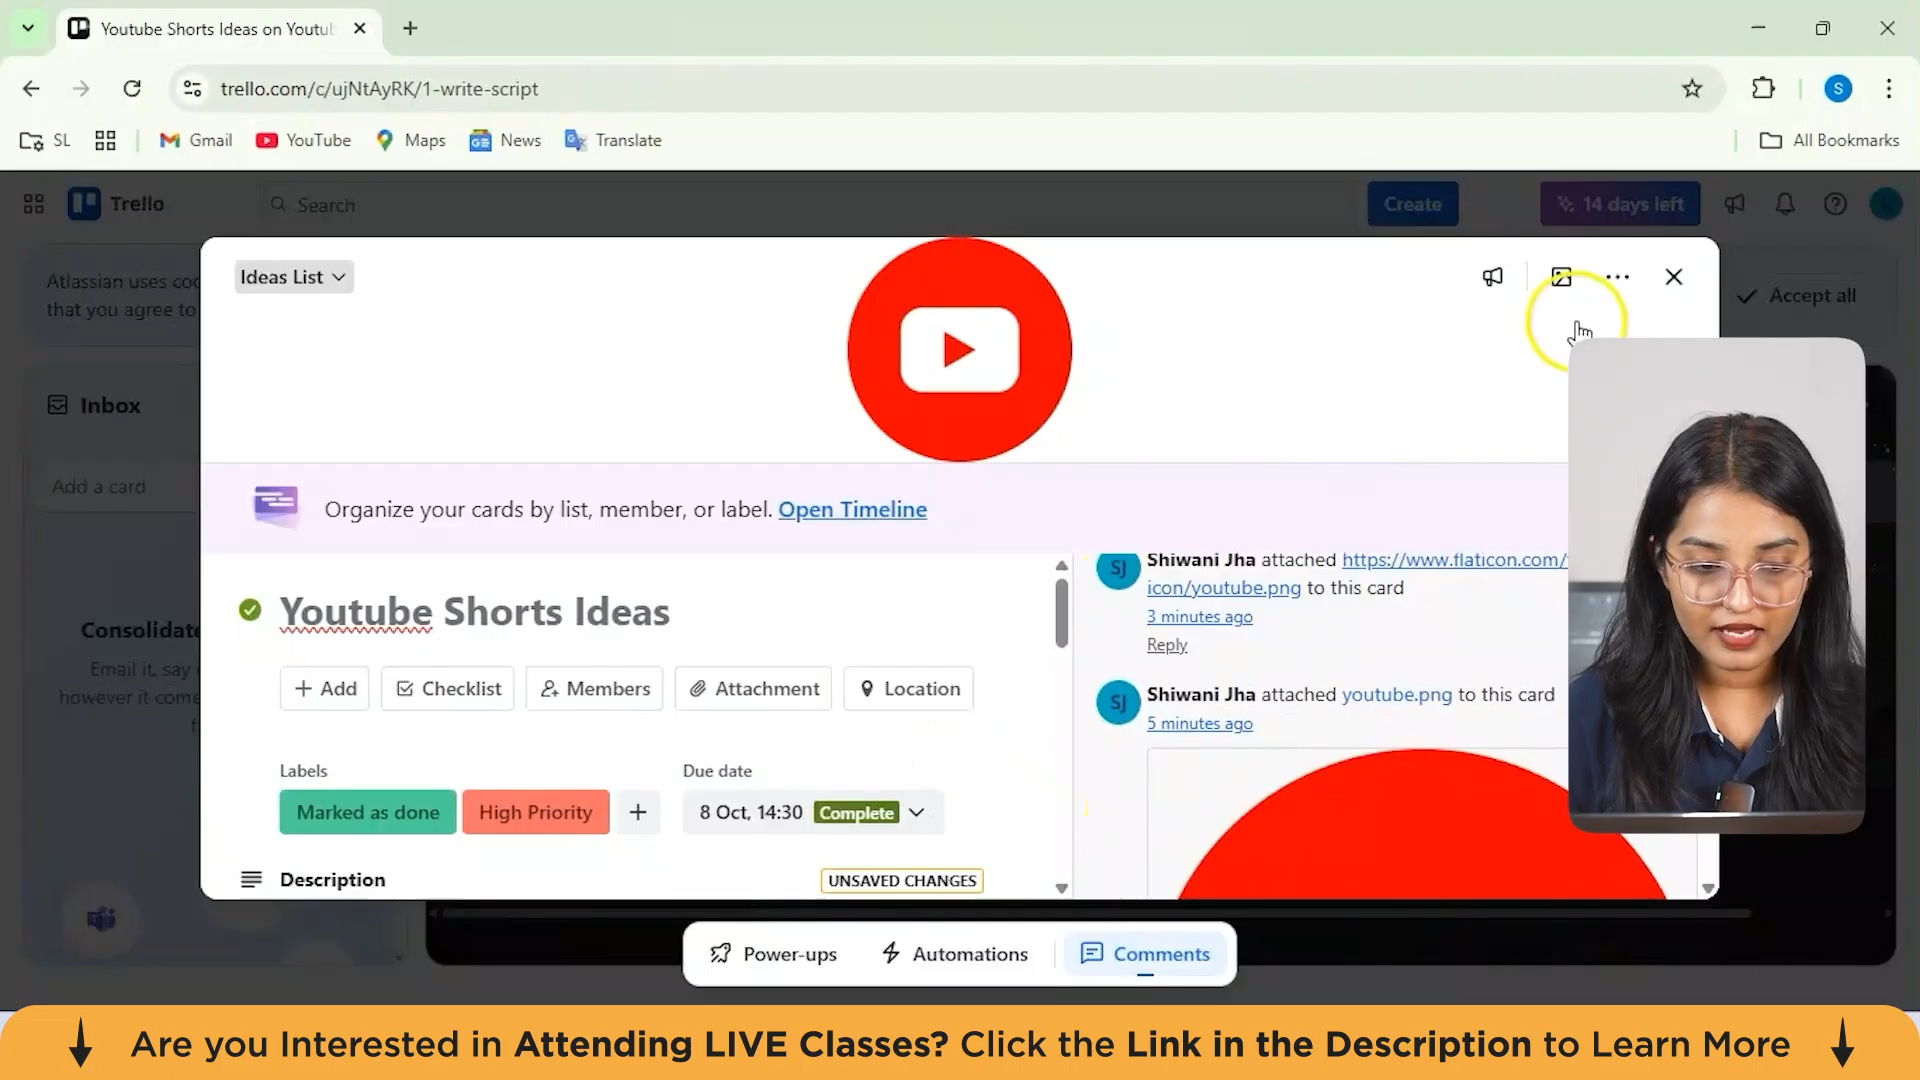 Youtube Shorts Ideas on Youtu
trello.com/c/ujNtAyRK/1-write-script
S
SL
Gmail
YouTube
Maps
News
Translate
All Bookmarks
Trello
Search
Create
14 days left
Atlassian uses coo
that you agree to
Accept all
Ideas List
Inbox
Add a card
Organize your cards by list, member, or label. Open Timeline
SJ
Shiwani Jha attached https://www.flaticon.com/
icon/youtube.png to this card
3 minutes ago
Reply
Youtube Shorts Ideas
Consolidate
Email it, say
however it come
Add
Checklist
Members
Attachment
Location
SJ
Shiwani Jha attached youtube.png to this card
5 minutes ago
Labels
Due date
Marked as done
High Priority
8 Oct, 14:30 Complete
Description
UNSAVED CHANGES
Power-ups
Automations
Comments
Are you Interested in Attending LIVE Classes? Click the Link in the Description to Learn More